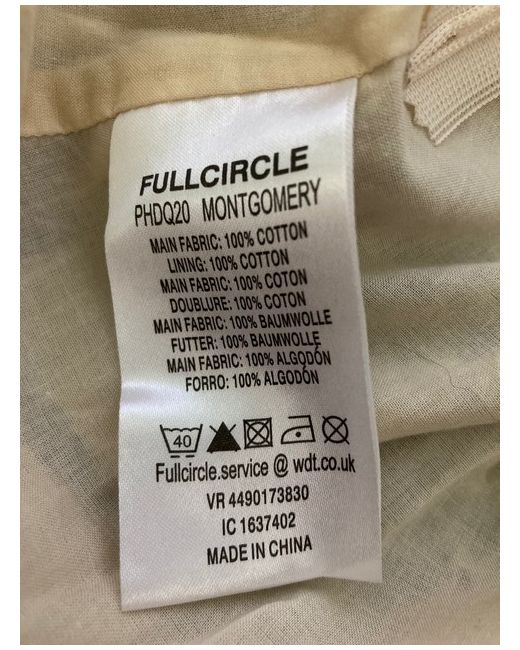 FULLCIRCLE
PHDQ20 MONTGOMERY
MAIN FABRIC: 100% COTTON
LINING: 100% COTTON
MAIN FABRIC: 100% COTON
DOUBLURE: 100% COTON
MAIN FABRIC: 100% BAUMWOLLE
FUTTER: 100% BAUMWOLLE
MAIN FABRIC: 100% ALGODÓN
FORRO: 100% ALGODÓN
40
Fullcircle.service @ wdt.co.uk
VR 4490173830
IC 1637402
MADE IN CHINA